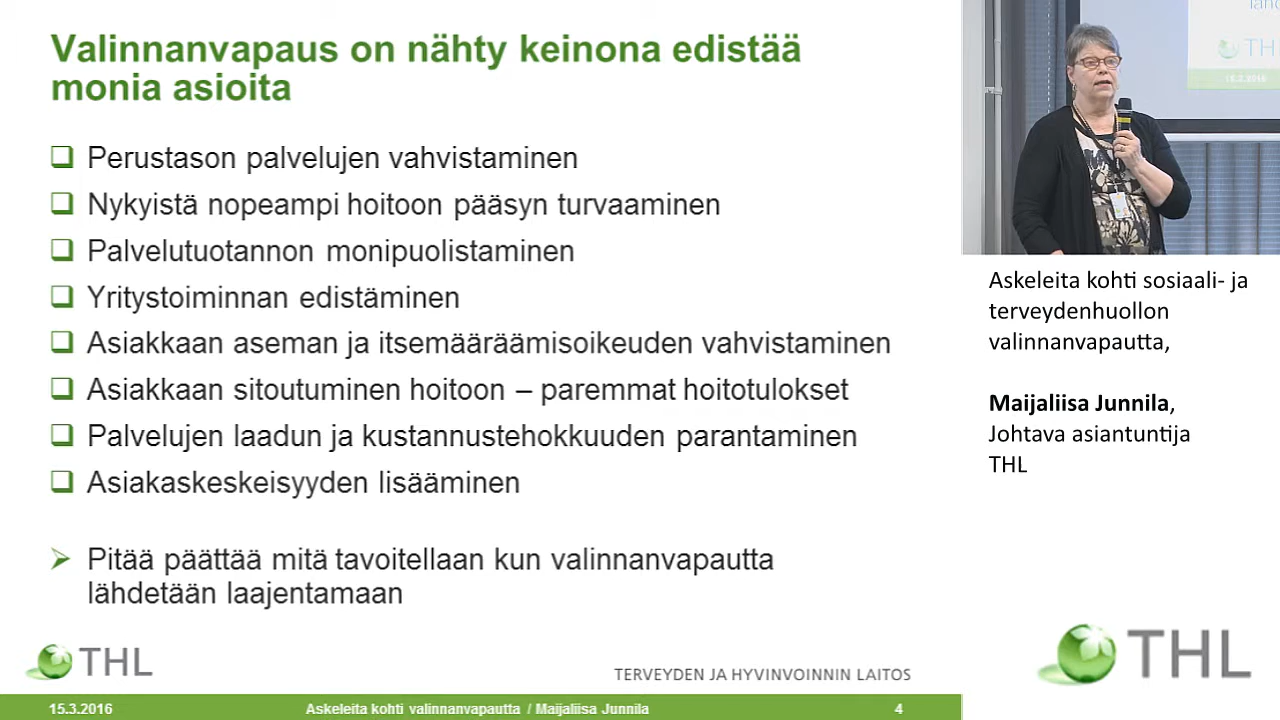 Valinnanvapaus on nähty keinona edistää
monia asioita
Perustason palvelujen vahvistaminen
Nykyistä nopeampi hoitoon pääsyn turvaaminen
Palvelutuotannon monipuolistaminen
Yritystoiminnan edistäminen
Asiakkaan aseman ja itsemääräämisoikeuden vahvistaminen
Asiakkaan sitoutuminen hoitoon – paremmat hoitotulokset
Palvelujen laadun ja kustannustehokkuuden parantaminen
Asiakaskeskeisyyden lisääminen
Pitää päättää mitä tavoitellaan kun valinnanvapautta
lähdetään laajentamaan
THL
TERVEYDEN JA HYVINVOINNIN LAITOS
15.3.2016 Askeleita kohti valinnanvapautta / Maijaliisa Junnila 4
Askeleita kohti sosiaali- ja
terveydenhuollon
valinnanvapautta,
Maijaliisa Junnila,
Johtava asiantuntija
THL
THL